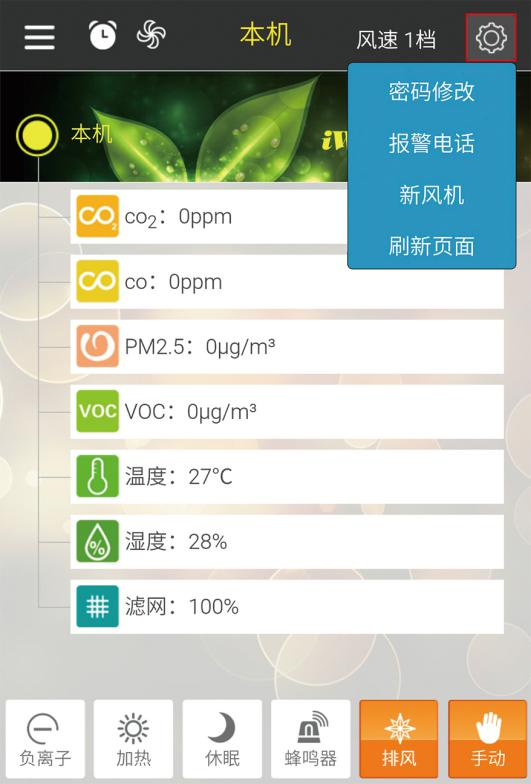 本机
风速 1档
密码修改
报警电话
新风机
刷新页面
本机
CO2
co₂：0ppm
CO
co：0ppm
PM2.5：0μg/m³
VOC
VOC：0μg/m³
温度：27℃
%
湿度：28%
滤网：100%
负离子
加热
休眠
蜂鸣器
排风
手动